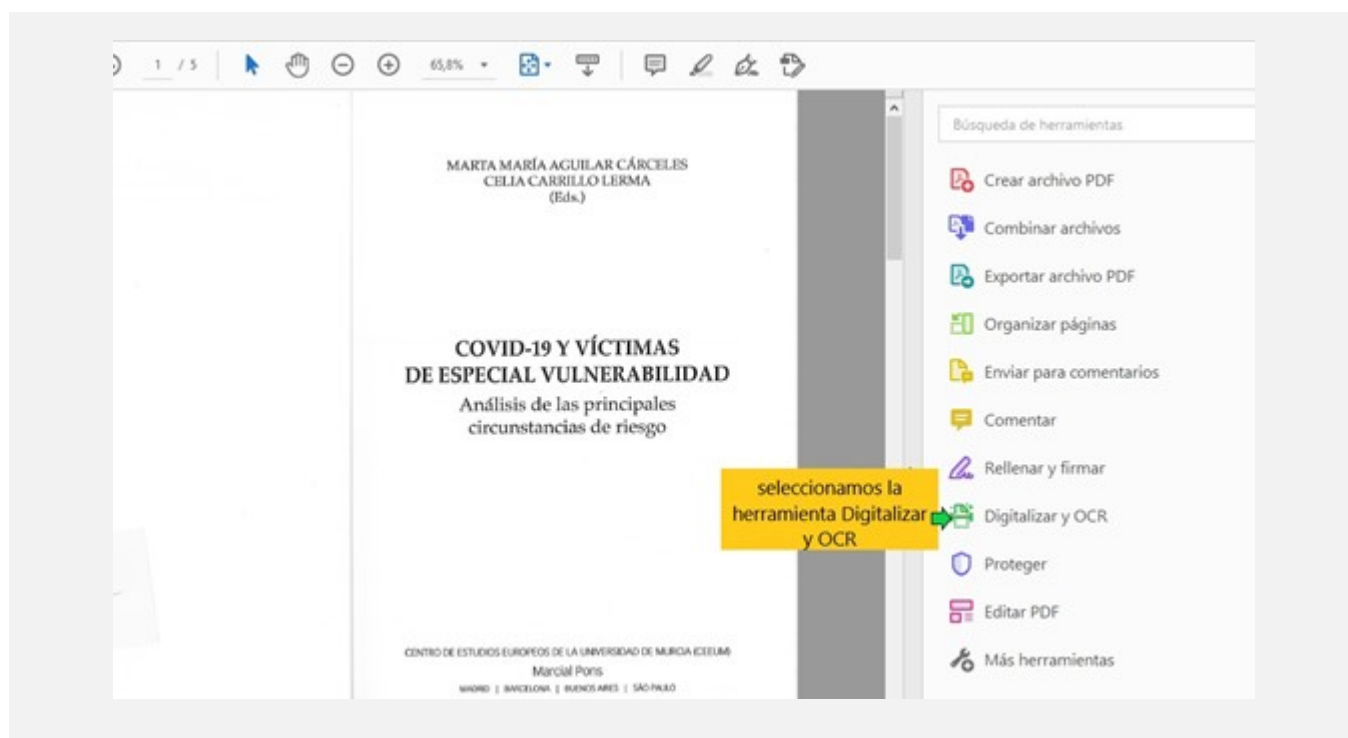 1 / 5
65,8%
MARTA MARÍA AGUILAR CÁRCELES
CELIA CARRILLO LERMA
(Eds.)
COVID-19 Y VÍCTIMAS
DE ESPECIAL VULNERABILIDAD
Análisis de las principales
circunstancias de riesgo
CENTRO DE ESTUDIOS EUROPEOS DE LA UNIVERSIDAD DE MURCIA (CEEUM)
Marcial Pons
MADRID | BARCELONA | BUENOS AIRES | SÃO PAULO
seleccionamos la
herramienta Digitalizar
y OCR
Búsqueda de herramientas
Crear archivo PDF
Combinar archivos
Exportar archivo PDF
Organizar páginas
Enviar para comentarios
Comentar
Rellenar y firmar
Digitalizar y OCR
Proteger
Editar PDF
Más herramientas